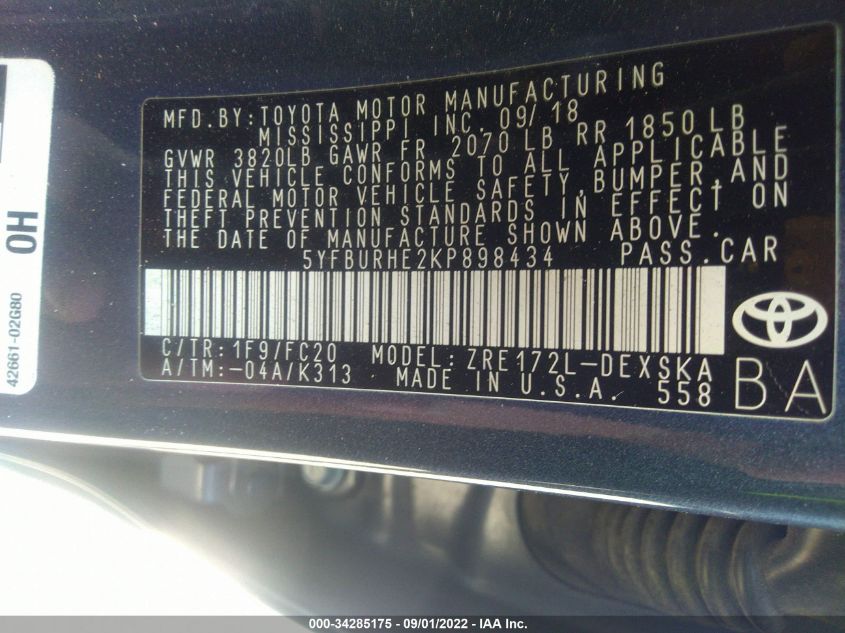 MFD.BY:TOYOTA MOTOR MANUFACTURING
MISSISSIPPI INC. 09/18
GVWR 3820LB GAWR FR 2070 LB RR 1850 LB
THIS VEHICLE CONFORMS TO ALL APPLICABLE
FEDERAL MOTOR VEHICLE SAFETY,BUMPER,AND
THEFT PREVENTION STANDARDS IN EFFECT ON
THE DATE OF MANUFACTURE SHOWN ABOVE.
5YFBURHE2KP898434 PASS.CAR
C/TR:1F9/FC20 MODEL:ZRE172L-DEXSKA
A/TM:-04A/K313 MADE IN U.S.A. 558
BA
0H
42661-02G80
000-34285175 - 09/01/2022 - IAA Inc.